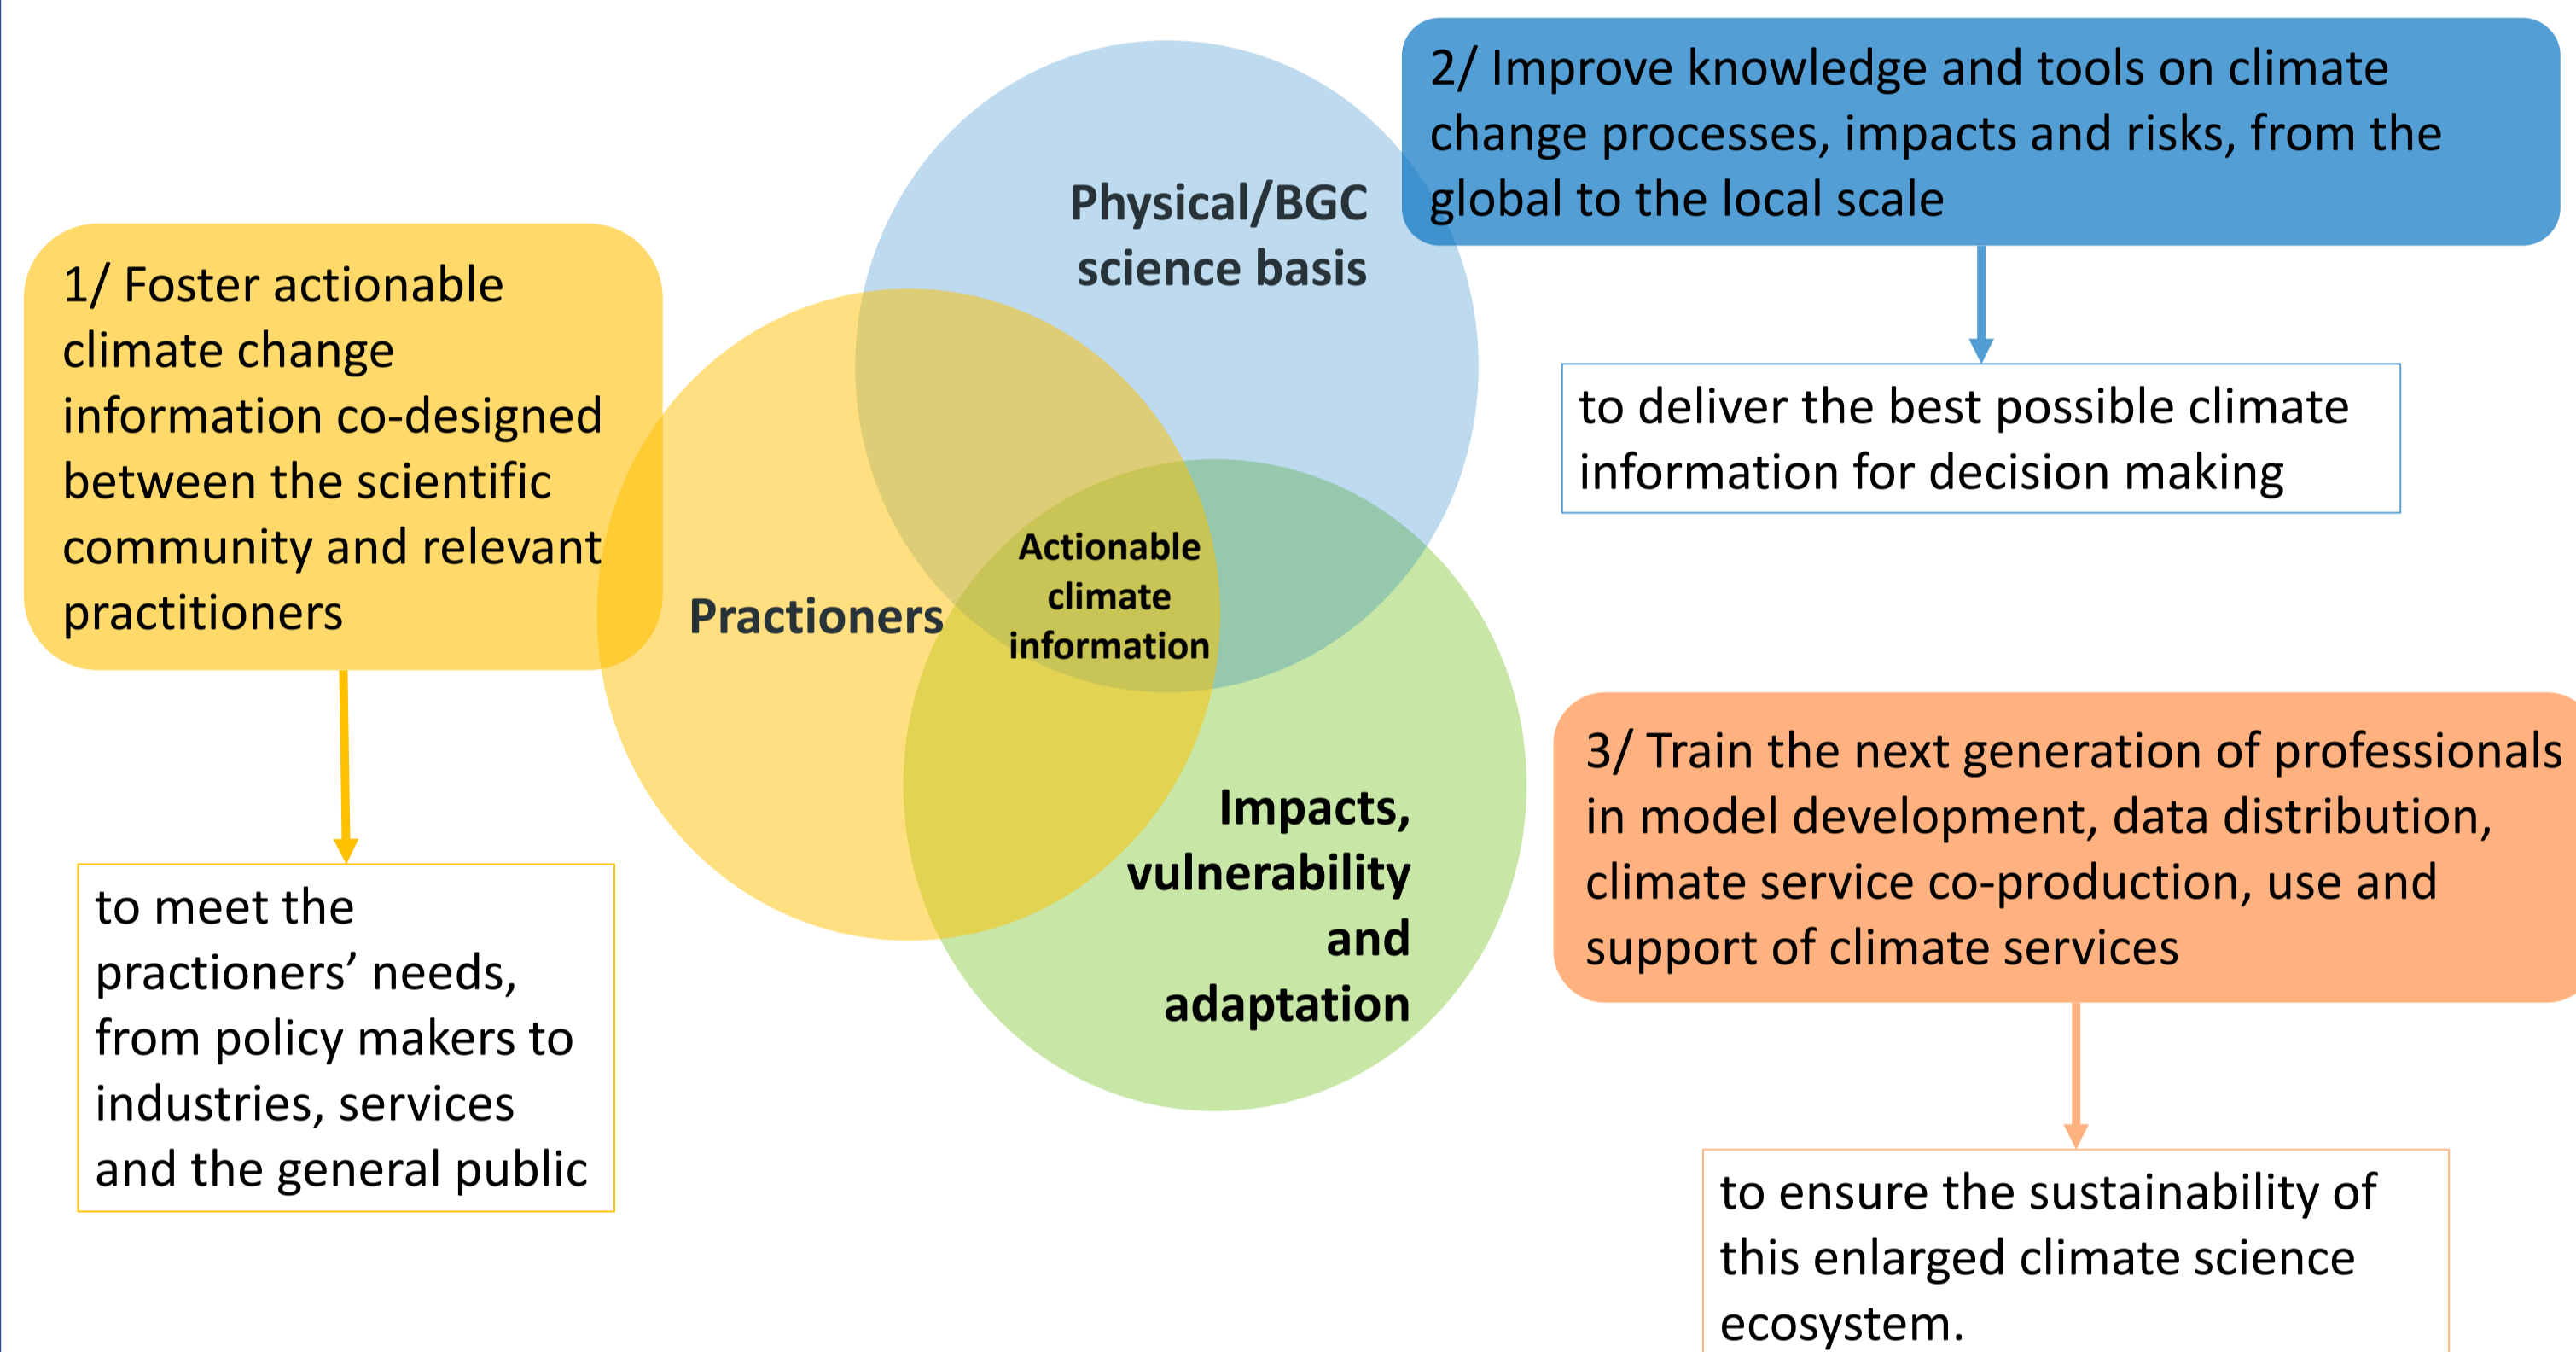 1/ Foster actionable
climate change
information co-designed
between the scientific
community and relevant
practitioners
to meet the
practioners’ needs,
from policy makers to
industries, services
and the general public
Physical/BGC
science basis
Practioners
Actionable
climate
information
Impacts,
vulnerability
and
adaptation
2/ Improve knowledge and tools on climate
change processes, impacts and risks, from the
global to the local scale
to deliver the best possible climate
information for decision making
3/ Train the next generation of professionals
in model development, data distribution,
climate service co-production, use and
support of climate services
to ensure the sustainability of
this enlarged climate science
ecosystem.